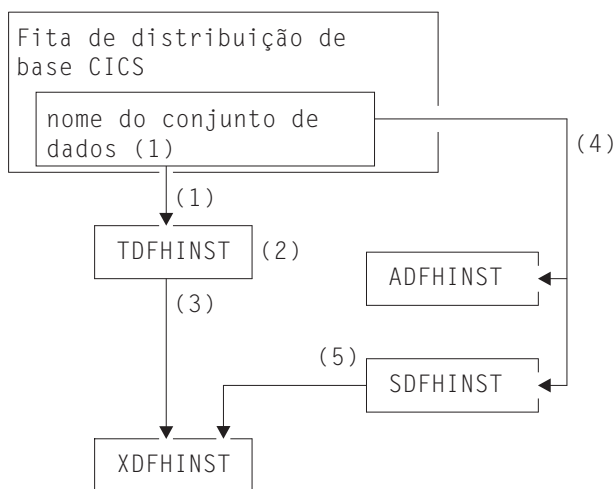 Fita de distribuição de
base CICS
nome do conjunto de
dados (1)
(4)
(1)
TDFHINST (2)
ADFHINST
(3)
(5)
SDFHINST
XDFHINST